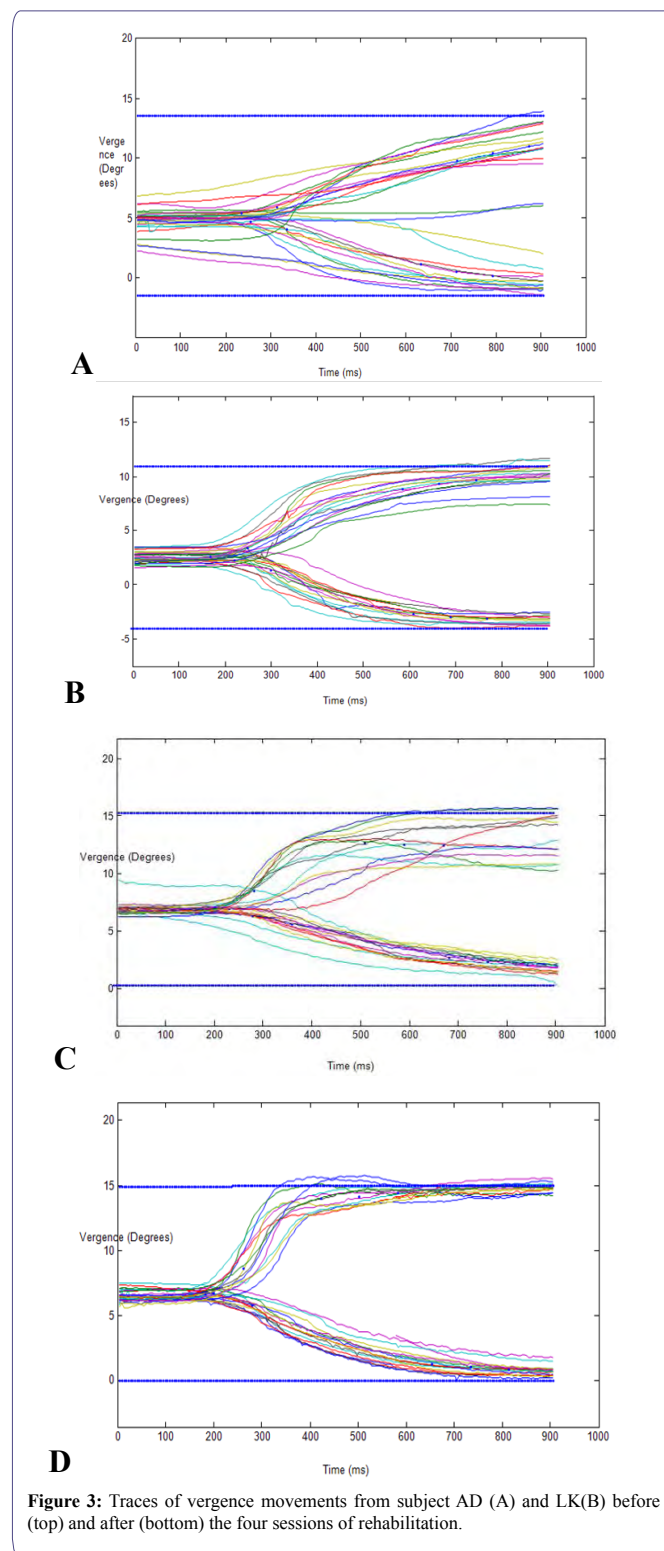 20
15
Verge
nce
(Degr
ees)
10
5
0
0 100 200 300 400 500 600 700 800 900 1000
A
Time (ms)
15
10
Vergence (Degrees)
5
0
-5
0 100 200 300 400 500 600 700 800 900 1000
B
Time (ms)
20
15
Vergence (Degrees)
10
5
0
0 100 200 300 400 500 600 700 800 900 1000
C
Time (ms)
20
15
Vergence (Degrees)
10
5
0
0 100 200 300 400 500 600 700 800 900 1000
D
Time (ms)
Figure 3: Traces of vergence movements from subject AD (A) and LK(B) before
(top) and after (bottom) the four sessions of rehabilitation.